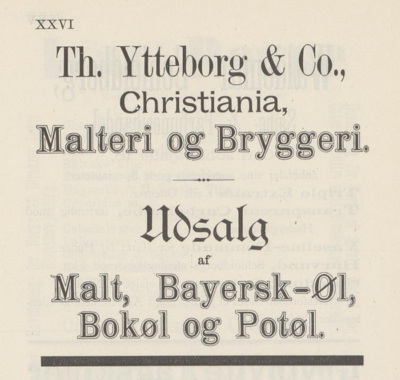 XXVI
Th. Ytteborg & Co.,
Christiania,
Malteri og Bryggeri.
Udsalg
af
Malt, Bayersk-Øl,
Bokøl og Potøl.